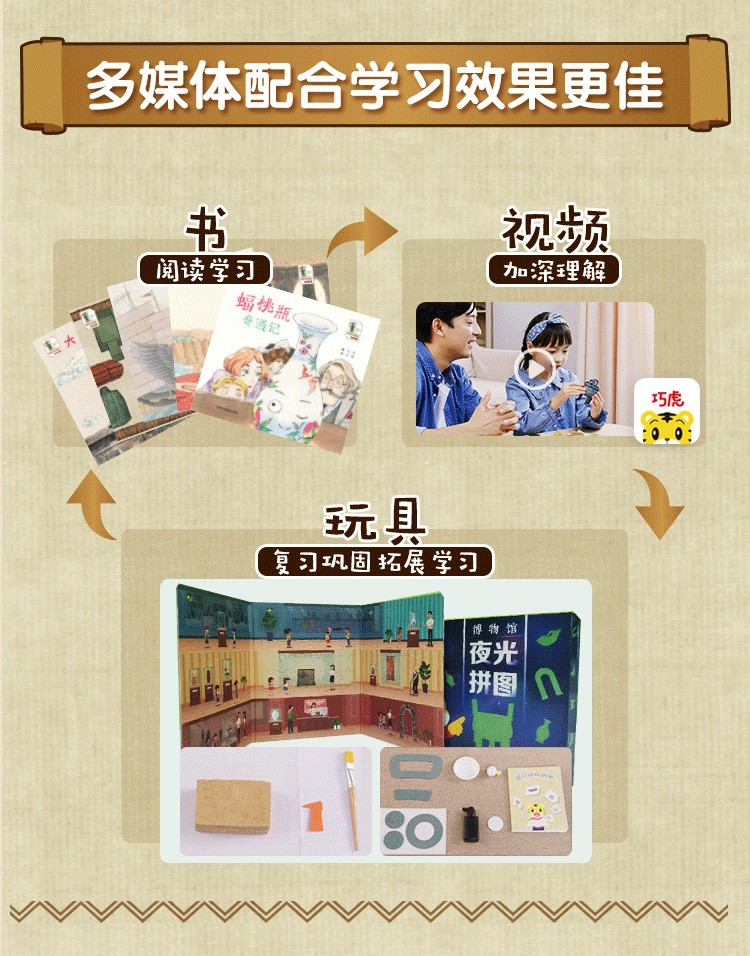 多媒体配合学习效果更佳
书
阅读学习
蝠桃瓶
奇遇记
大
视频
加深理解
巧虎
玩具
复习巩固拓展学习
博物馆
夜光
拼图